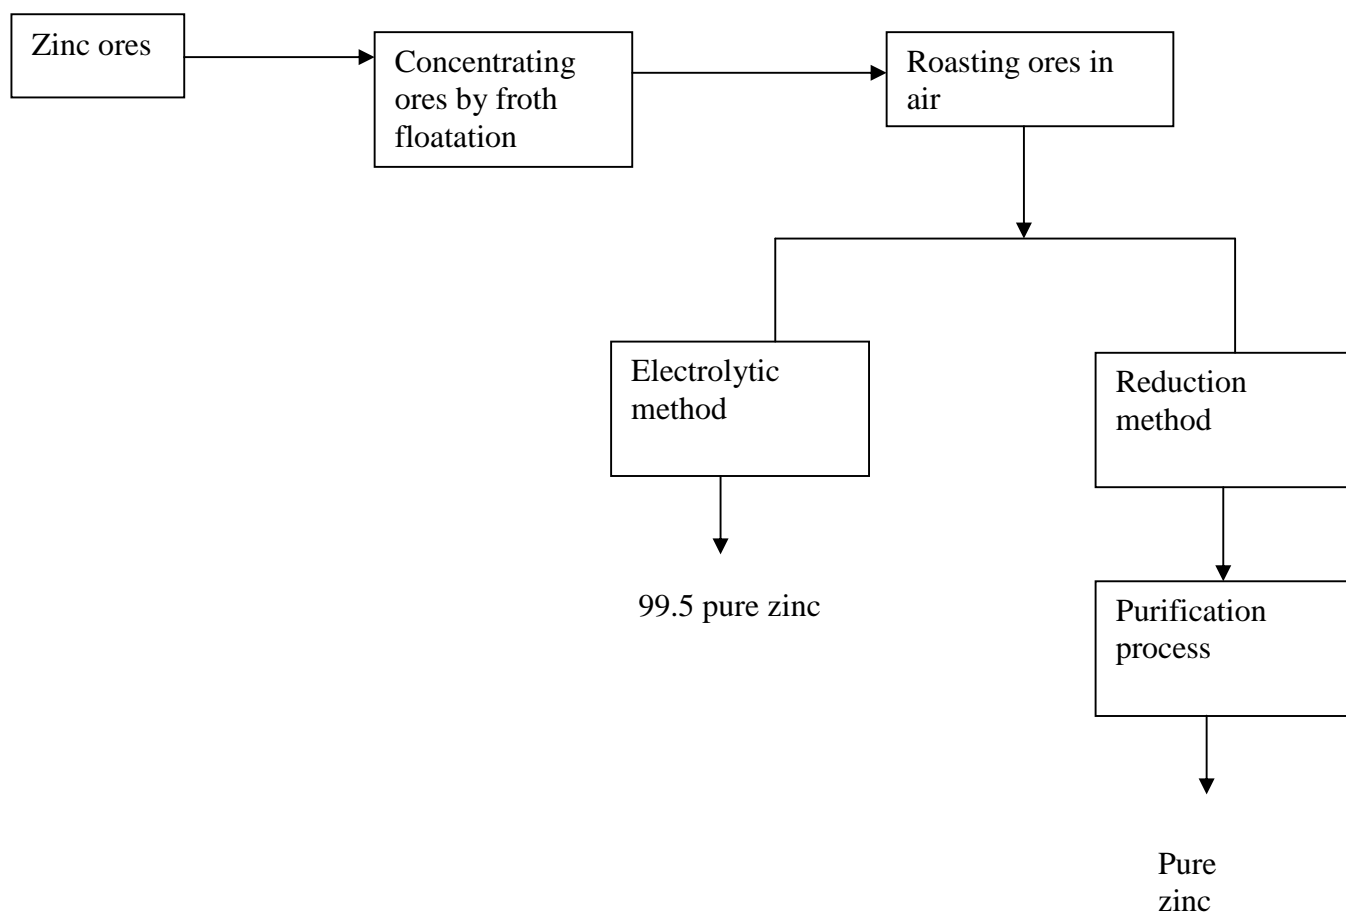 Zinc ores
Concentrating
ores by froth
floatation
Roasting ores in
air
Electrolytic
method
Reduction
method
99.5 pure zinc
Purification
process
Pure
zinc